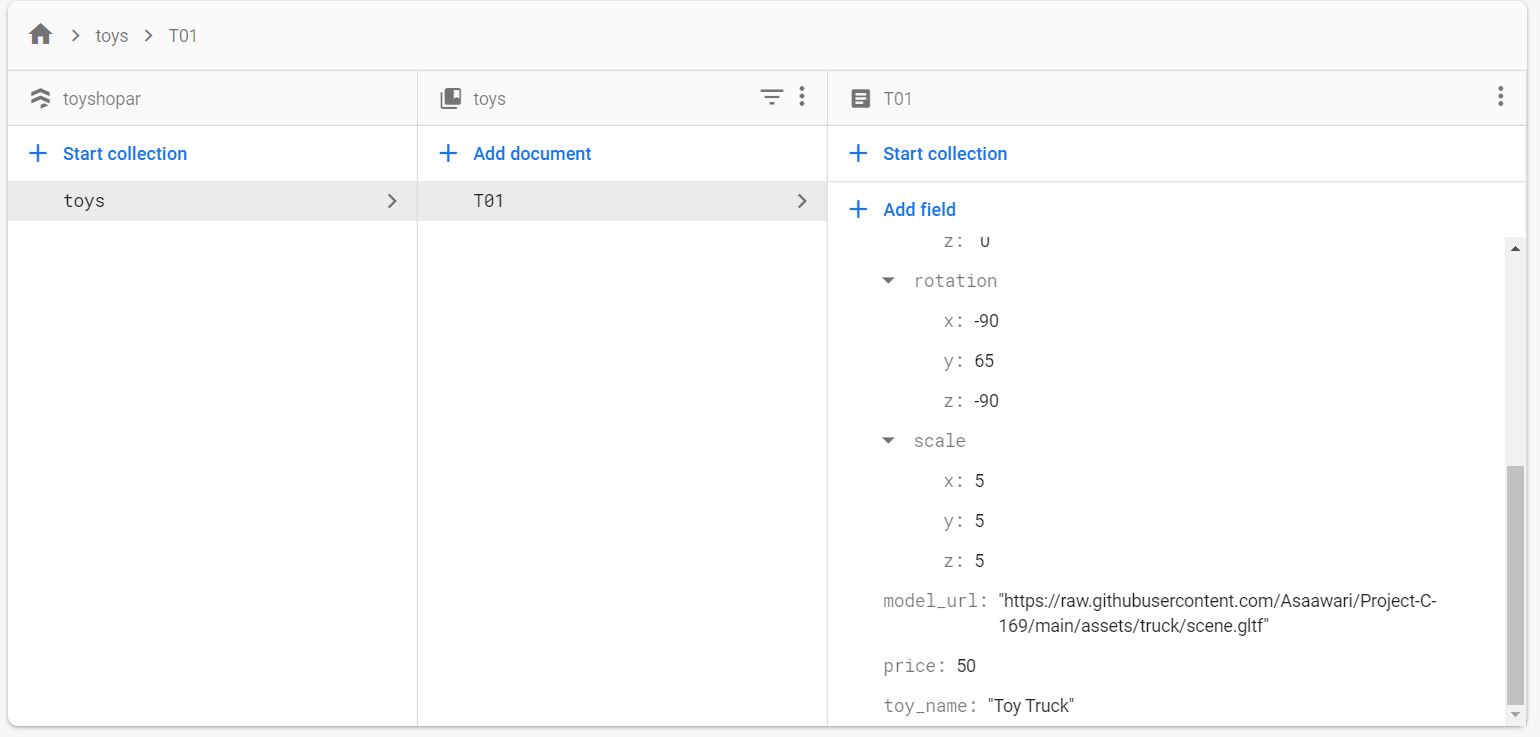 toys T01
toyshopar
Start collection
toys
toys
Add document
T01
T01
Start collection
Add field
z: 0
rotation
x: -90
y: 65
z: -90
scale
x: 5
y: 5
z: 5
model_url: "https://raw.githubusercontent.com/Asaawari/Project-C-
169/main/assets/truck/scene.gltf"
price: 50
toy_name: "Toy Truck"